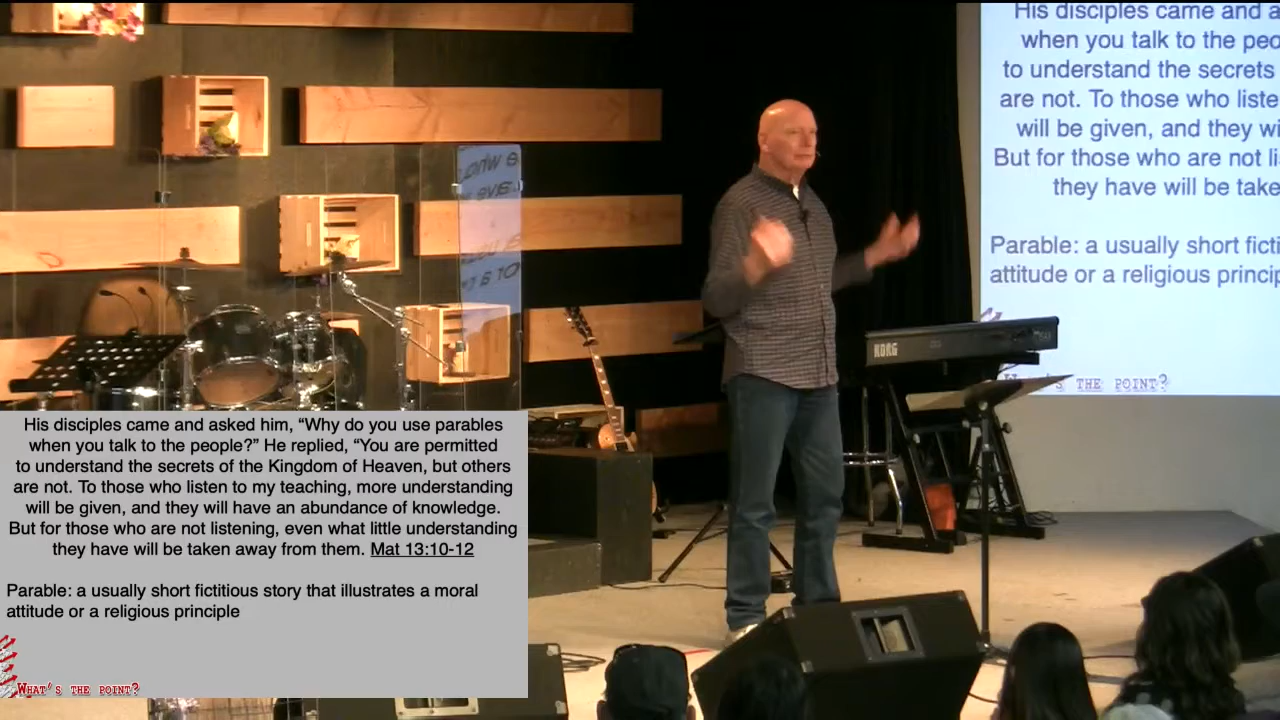 His disciples came and a
when you talk to the peo
to understand the secrets
are not. To those who liste
will be given, and they wi
But for those who are not li
they have will be take
Parable: a usually short ficti
attitude or a religious princip
What's the point?
KORG
His disciples came and asked him, “Why do you use parables
when you talk to the people?” He replied, “You are permitted
to understand the secrets of the Kingdom of Heaven, but others
are not. To those who listen to my teaching, more understanding
will be given, and they will have an abundance of knowledge.
But for those who are not listening, even what little understanding
they have will be taken away from them. Mat 13:10-12
Parable: a usually short fictitious story that illustrates a moral
attitude or a religious principle
What's the point?